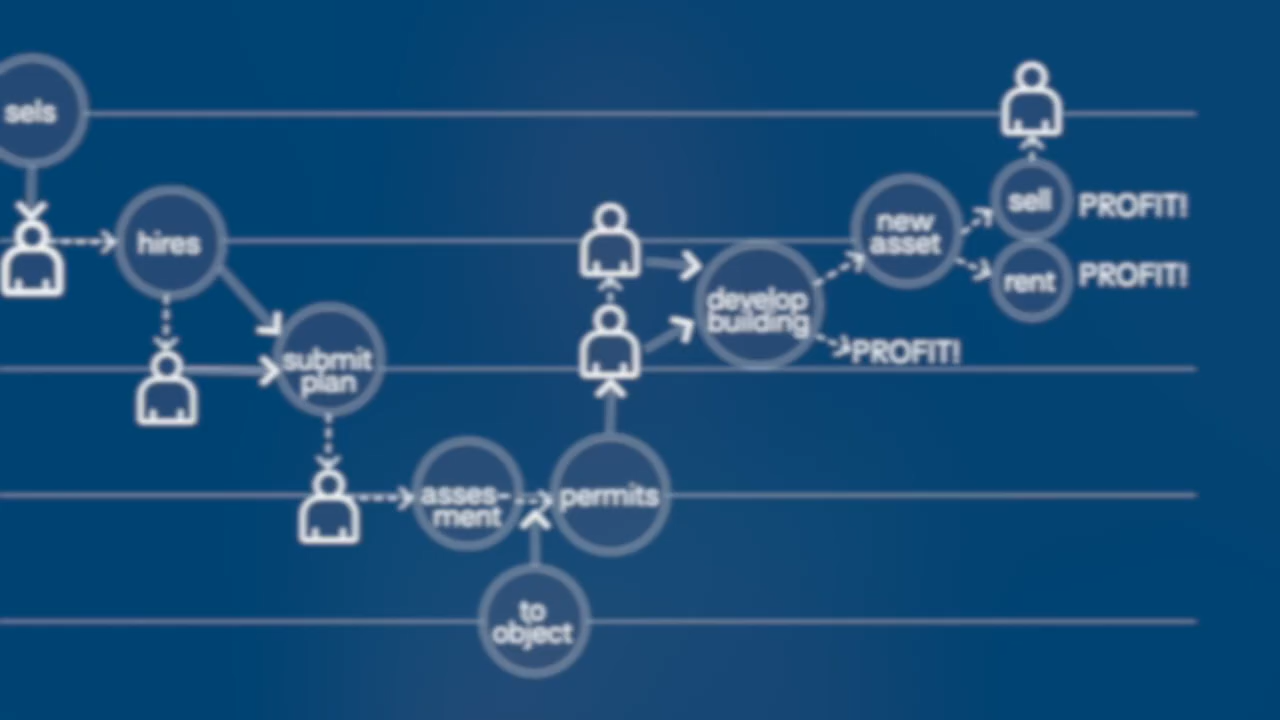 sels
hires
submit
plan
asses-
ment
permits
to
object
develop
building
PROFIT!
new
asset
sell
PROFIT!
rent
PROFIT!